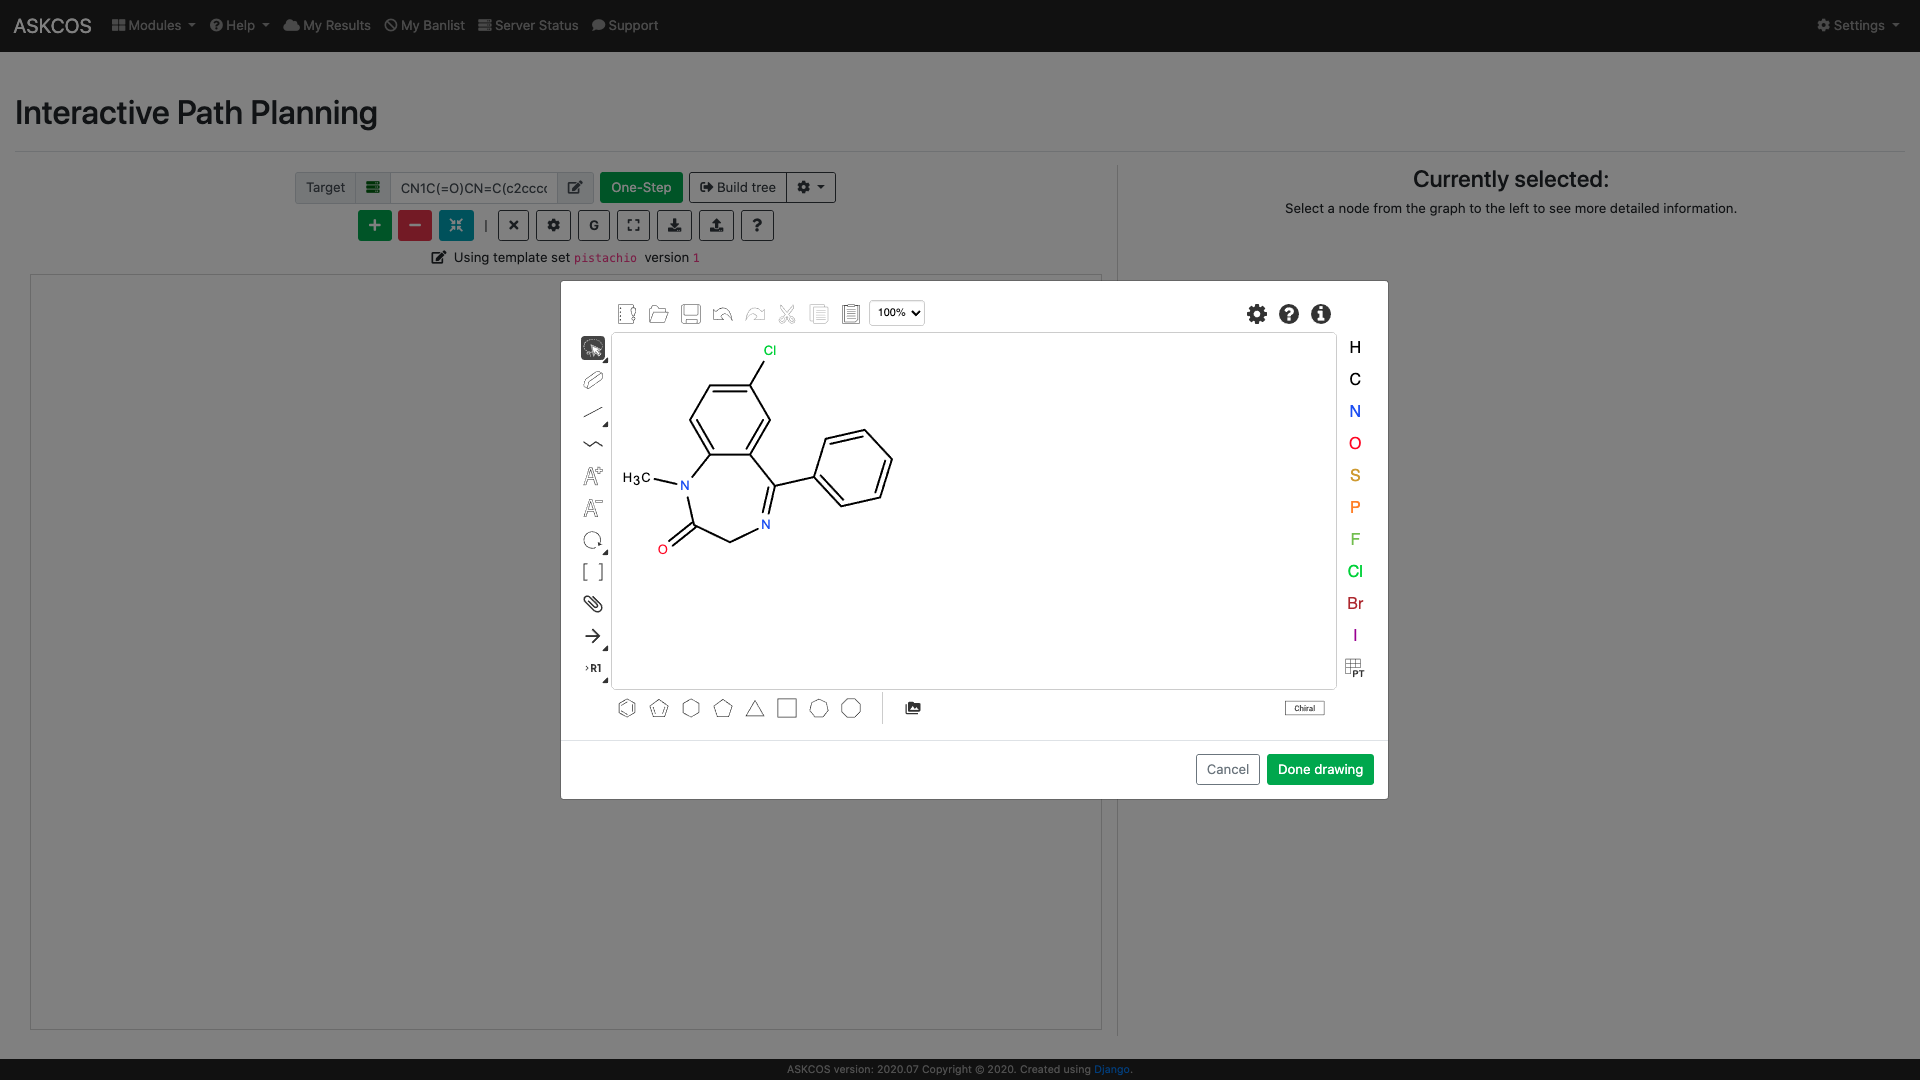 ASKCOS Modules Help My Results My Banlist Server Status Support Settings
Interactive Path Planning
Target CN1C(=O)CN=C(c2ccc One-Step Build tree
G ?
Using template set pistachio version 1
Currently selected:
Select a node from the graph to the left to see more detailed information.
100%
Cl
H3C N
N
O
H
C
N
O
S
P
F
Cl
Br
I
PT
A+
A-
[ ]
R1
Chiral
Cancel Done drawing
ASKCOS version: 2020.07 Copyright © 2020. Created using Django.